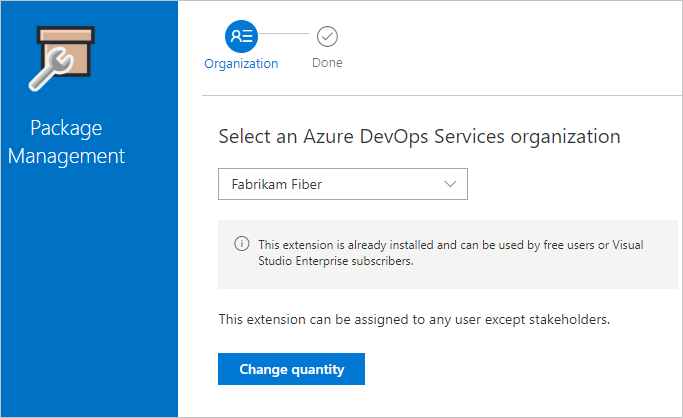 Package
Management
Organization
Done
Select an Azure DevOps Services organization
Fabrikam Fiber
This extension is already installed and can be used by free users or Visual
Studio Enterprise subscribers.
This extension can be assigned to any user except stakeholders.
Change quantity